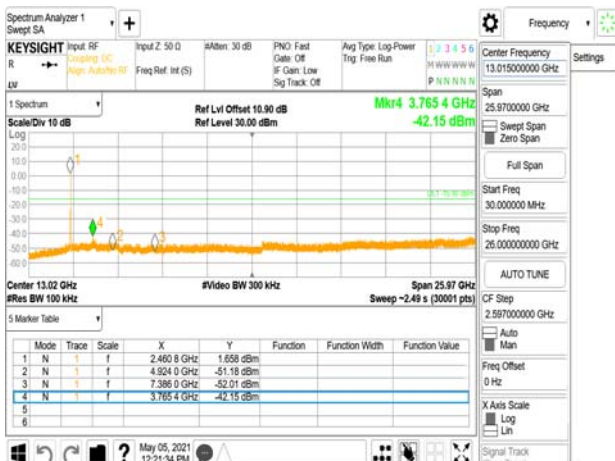 Spectrum Analyzer 1
Swept SA
Frequency
KEYSIGHT
Input: RF
Coupling: DC
Align: Auto/No RF
Input Z: 50 Ω
Freq Ref: Int (S)
#Atten: 30 dB
PNO: Fast
Gate: Off
IF Gain: Low
Sig Track: Off
Avg Type: Log-Power
Trig: Free Run
1 2 3 4 5 6
M W W W W W
P N N N N N
R
LV
Center Frequency
13.015000000 GHz
Settings
Span
25.9700000 GHz
Swept Span
Zero Span
Full Span
Start Freq
30.000000 MHz
Stop Freq
26.000000000 GHz
AUTO TUNE
CF Step
2.597000000 GHz
Auto
Man
Freq Offset
0 Hz
X Axis Scale
Log
Lin
Signal Track
1 Spectrum
Scale/Div 10 dB
Ref Lvl Offset 10.90 dB
Ref Level 30.00 dBm
Mkr4 3.765 4 GHz
-42.15 dBm
Log
20.0
10.0
0.00
-10.0
-20.0
-30.0
-40.0
-50.0
-60.0
1
4
2
3
Center 13.02 GHz
#Res BW 100 kHz
#Video BW 300 kHz
Span 25.97 GHz
Sweep ~2.49 s (30001 pts)
5 Marker Table
Mode Trace Scale X Y Function Function Width Function Value
1 N 1 f 2.460 8 GHz 1.658 dBm
2 N 1 f 4.924 0 GHz -51.18 dBm
3 N 1 f 7.386 0 GHz -52.01 dBm
4 N 1 f 3.765 4 GHz -42.15 dBm
5
6
?
May 05, 2021
12:21:34 PM